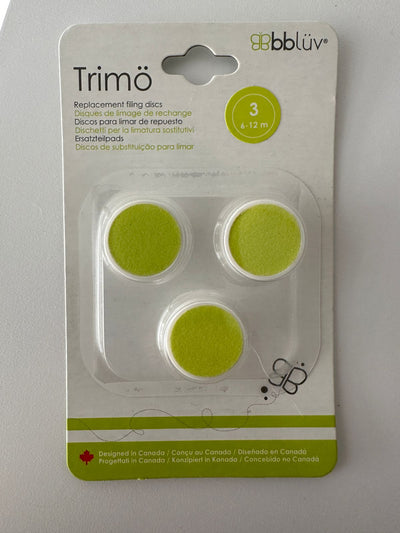 bblüv®
Trimö
Replacement filing discs
Disques de limage de rechange
Discos para limar de repuesto
Dischetti per la limatura sostitutivi
Ersatzteilpads
Discos de substituição para limar
3
6-12 m
Designed in Canada / Conçu au Canada / Diseñado en Canadá
Progettati in Canada / Konzipiert in Kanada / Concebido no Canadá